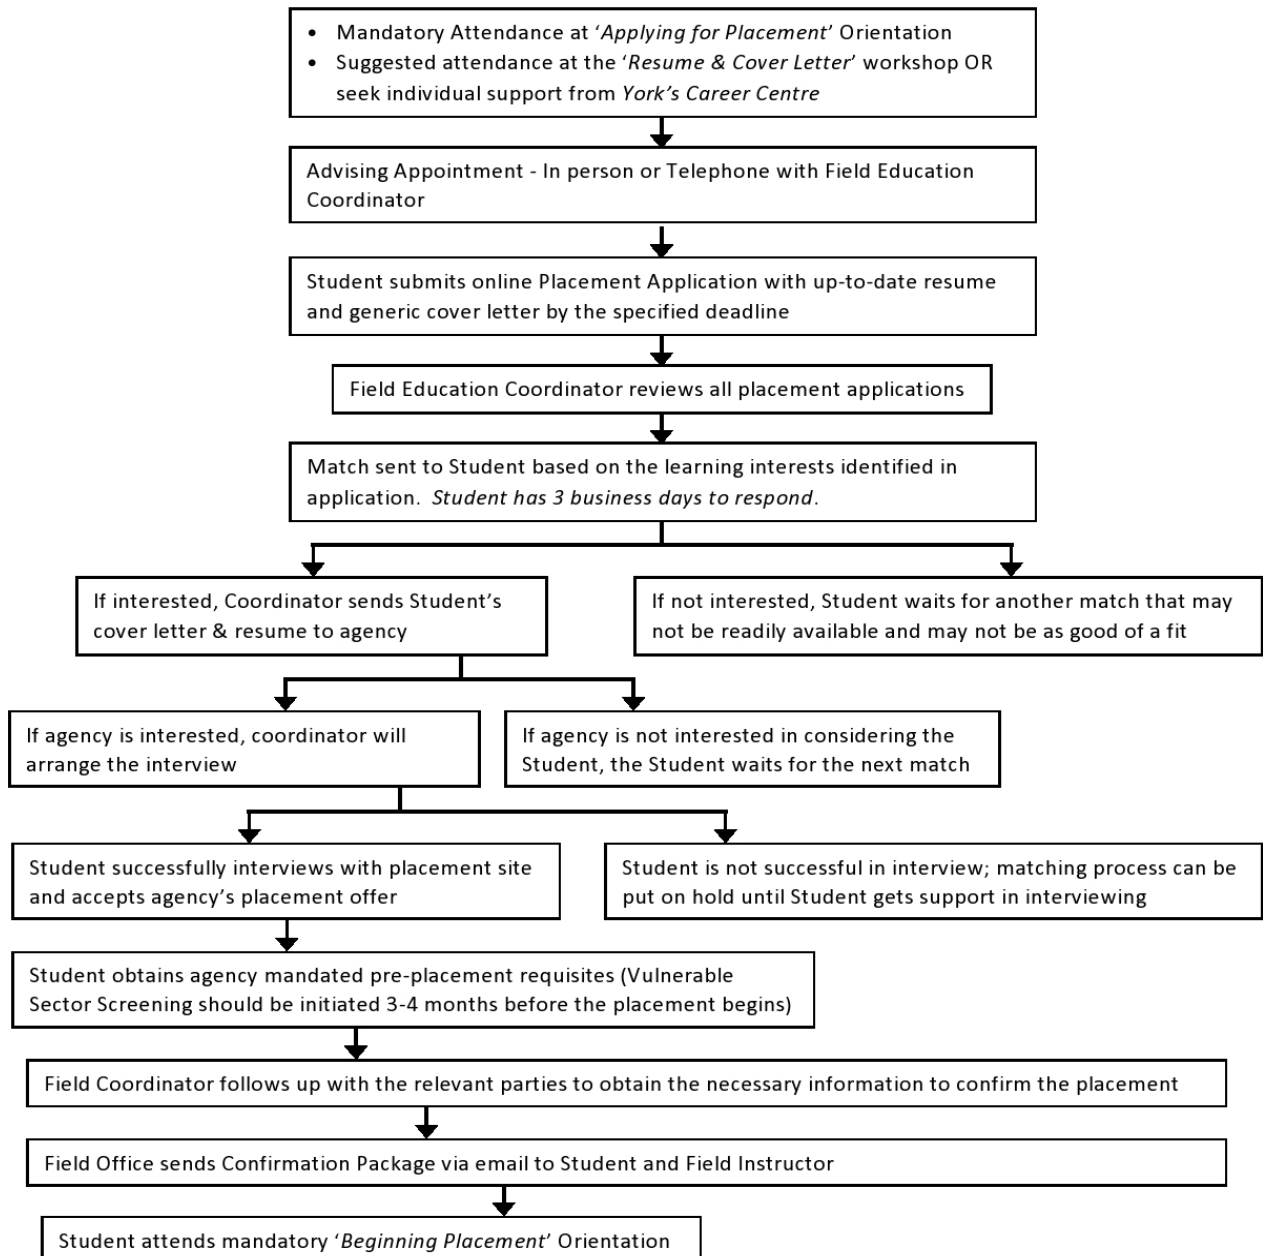 • Mandatory Attendance at ‘Applying for Placement’ Orientation
• Suggested attendance at the ‘Resume & Cover Letter’ workshop OR
seek individual support from York’s Career Centre
Advising Appointment - In person or Telephone with Field Education
Coordinator
Student submits online Placement Application with up-to-date resume
and generic cover letter by the specified deadline
Field Education Coordinator reviews all placement applications
Match sent to Student based on the learning interests identified in
application.  Student has 3 business days to respond.
If interested, Coordinator sends Student’s
cover letter & resume to agency
If not interested, Student waits for another match that may
not be readily available and may not be as good of a fit
If agency is interested, coordinator will
arrange the interview
If agency is not interested in considering the
Student, the Student waits for the next match
Student successfully interviews with placement site
and accepts agency’s placement offer
Student is not successful in interview; matching process can be
put on hold until Student gets support in interviewing
Student obtains agency mandated pre-placement requisites (Vulnerable
Sector Screening should be initiated 3-4 months before the placement begins)
Field Coordinator follows up with the relevant parties to obtain the necessary information to confirm the placement
Field Office sends Confirmation Package via email to Student and Field Instructor
Student attends mandatory ‘Beginning Placement’ Orientation